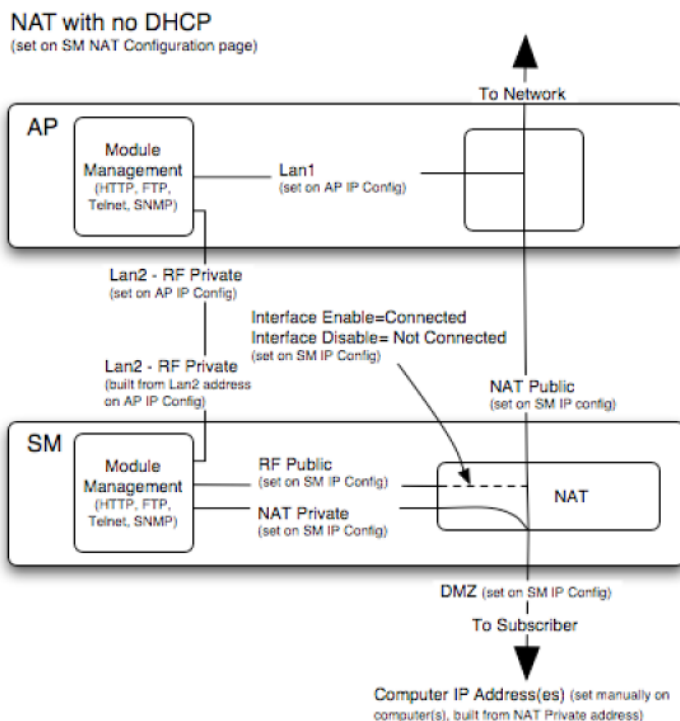 NAT with no DHCP
(set on SM NAT Configuration page)
To Network
AP
Module
Management
(HTTP, FTP,
Telnet, SNMP)
Lan1
(set on AP IP Config)
Lan2 - RF Private
(set on AP IP Config)
Interface Enable=Connected
Interface Disable= Not Connected
(set on SM IP Config)
Lan2 - RF Private
(built from Lan2 address
on AP IP Config)
NAT Public
(set on SM IP config)
SM
Module
Management
(HTTP, FTP,
Telnet, SNMP)
RF Public
(set on SM IP Config)
NAT Private
(set on SM IP Config)
NAT
DMZ (set on SM IP Config)
To Subscriber
Computer IP Address(es) (set manually on
computer(s), built from NAT Private address)